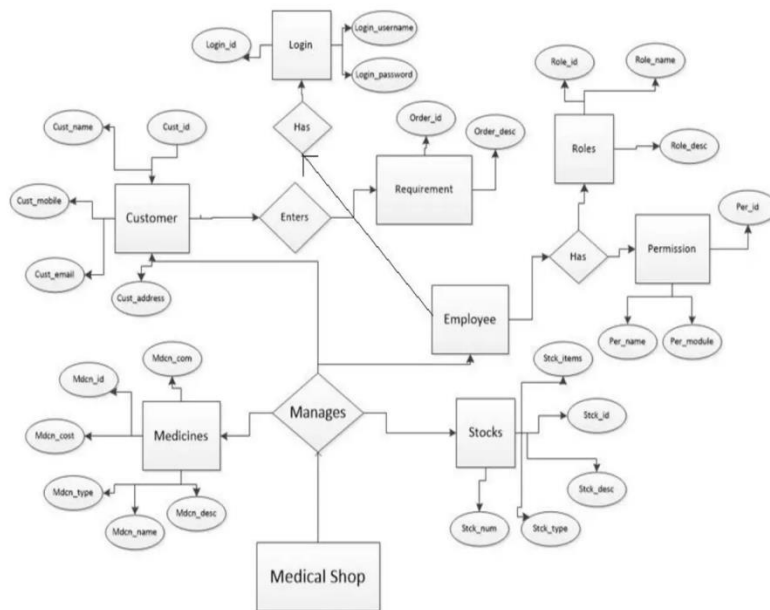 Login_id
Login
Login_username
Login_password
Has
Role_id
Role_name
Roles
Role_desc
Cust_name
Cust_id
Order_id
Order_desc
Requirement
Cust_mobile
Customer
Enters
Cust_email
Cust_address
Per_id
Has
Permission
Employee
Per_name
Per_module
Mdcn_com
Mdcn_id
Mdcn_cost
Medicines
Manages
Stocks
Stck_items
Stck_id
Stck_desc
Mdcn_type
Mdcn_name
Mdcn_desc
Stck_num
Stck_type
Medical Shop